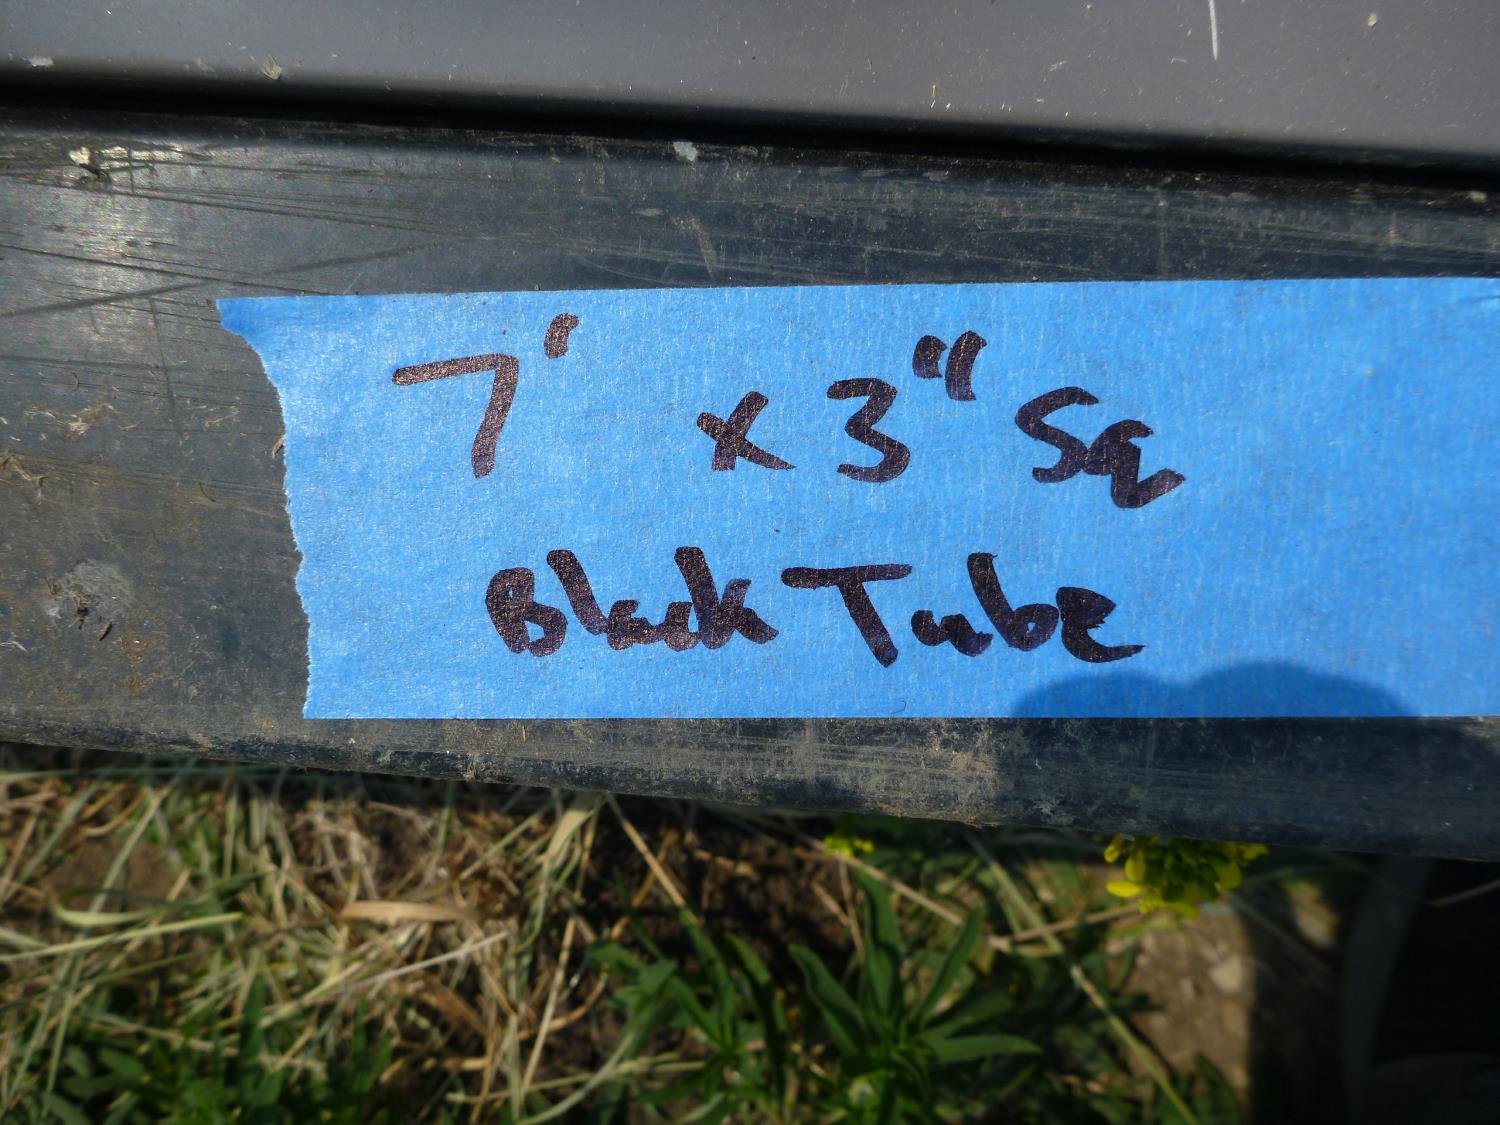 7' x 3" Sq
Black Tube